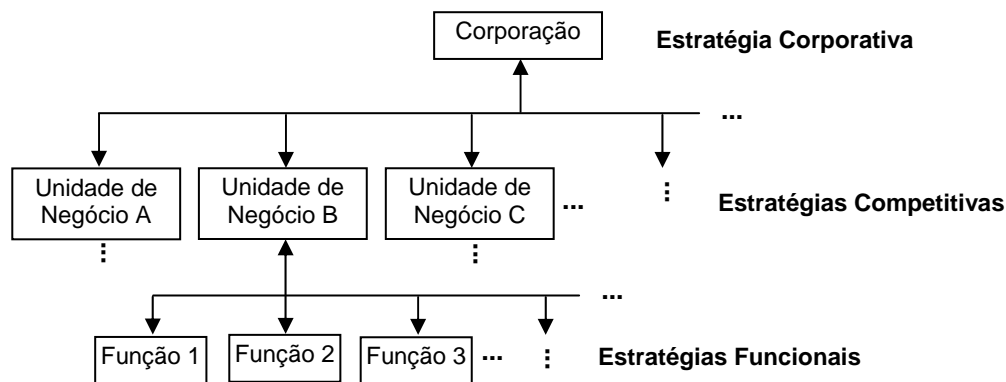 Corporação
Estratégia Corporativa
...
Unidade de
Negócio A
Unidade de
Negócio B
Unidade de
Negócio C
...
...
Estratégias Competitivas
...
...
...
Função 1
Função 2
Função 3
...
...
Estratégias Funcionais